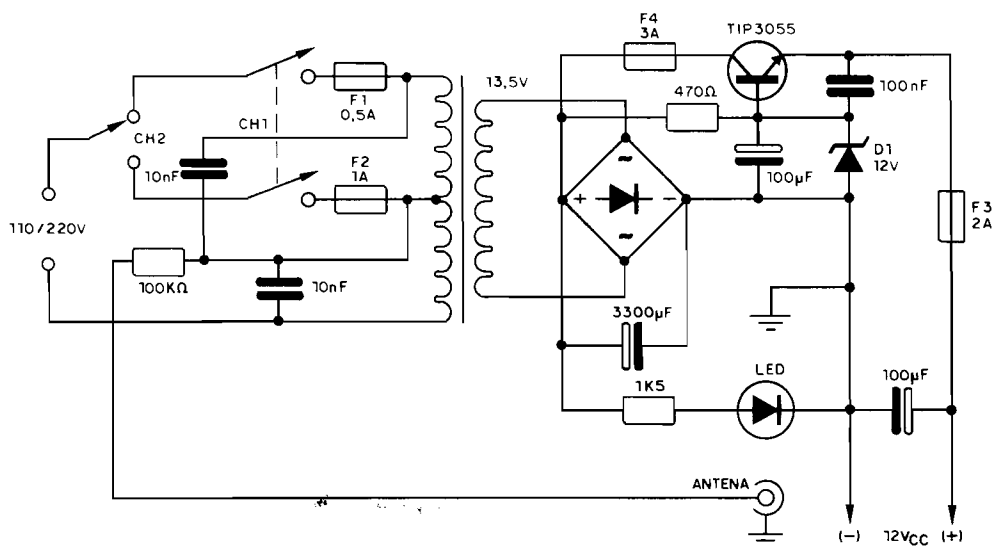 F4
3A
TIP3055
13,5V
470Ω
100nF
F1
0,5A
CH2
CH1
10nF
F2
1A
100µF
D1
12V
+
-
~
~
F3
2A
110/220V
100KΩ
10nF
3300µF
1K5
LED
100µF
ANTENA
(-) 12VCC (+)